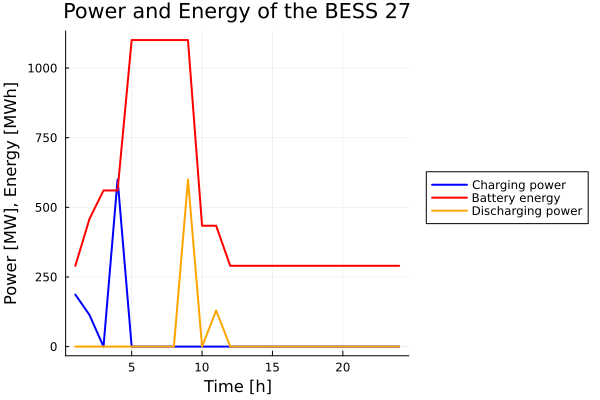 Power and Energy of the BESS 27
Power [MW], Energy [MWh]
1000
750
500
250
0
5
10
15
20
Time [h]
Charging power
Battery energy
Discharging power